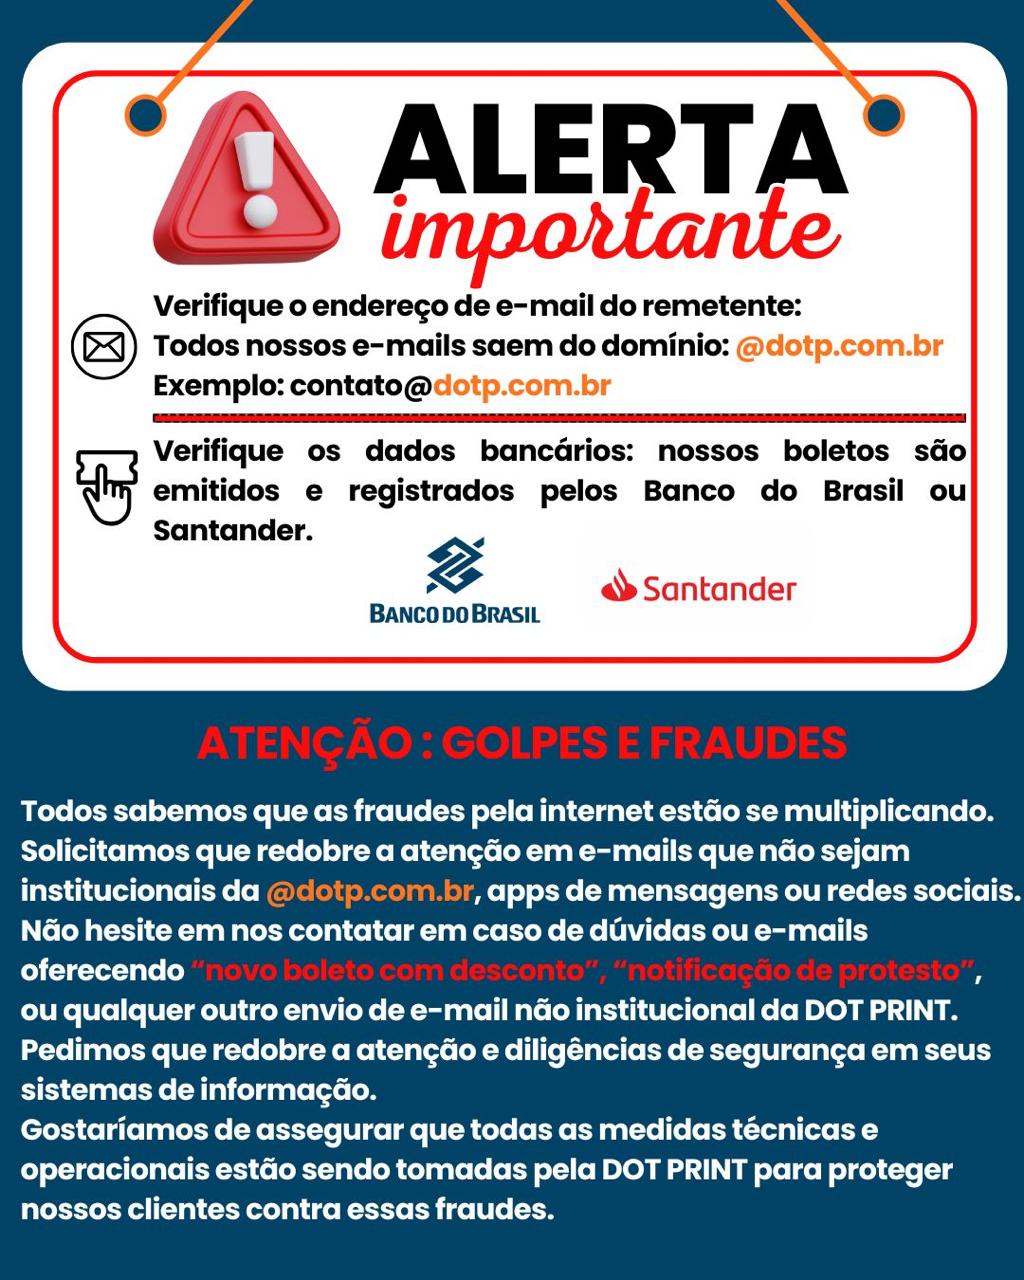 ALERTA
importante
Verifique o endereço de e-mail do remetente:
Todos nossos e-mails saem do domínio: @dotp.com.br
Exemplo: contato@dotp.com.br
Verifique os dados bancários: nossos boletos são
emitidos e registrados pelos Banco do Brasil ou
Santander.
BANCO DO BRASIL
Santander
ATENÇÃO : GOLPES E FRAUDES
Todos sabemos que as fraudes pela internet estão se multiplicando.
Solicitamos que redobre a atenção em e-mails que não sejam
institucionais da @dotp.com.br, apps de mensagens ou redes sociais.
Não hesite em nos contatar em caso de dúvidas ou e-mails
oferecendo “novo boleto com desconto”, “notificação de protesto”,
ou qualquer outro envio de e-mail não institucional da DOT PRINT.
Pedimos que redobre a atenção e diligências de segurança em seus
sistemas de informação.
Gostaríamos de assegurar que todas as medidas técnicas e
operacionais estão sendo tomadas pela DOT PRINT para proteger
nossos clientes contra essas fraudes.